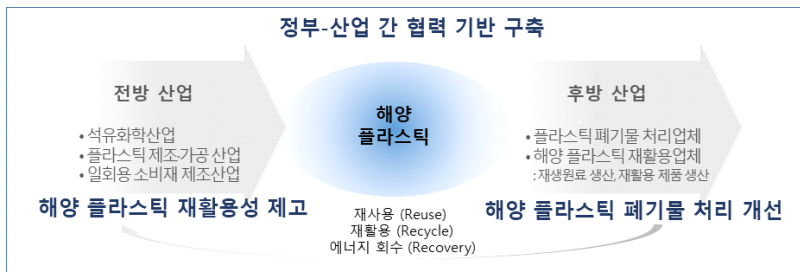 정부-산업 간 협력 기반 구축
전방 산업
• 석유화학산업
• 플라스틱 제조·가공 산업
• 일회용 소비재 제조산업
해양 플라스틱 재활용성 제고
해양
플라스틱
재사용 (Reuse)
재활용 (Recycle)
에너지 회수 (Recovery)
후방 산업
• 플라스틱 폐기물 처리업체
• 해양 플라스틱 재활용업체
: 재생원료 생산, 재활용 제품 생산
해양 플라스틱 폐기물 처리 개선